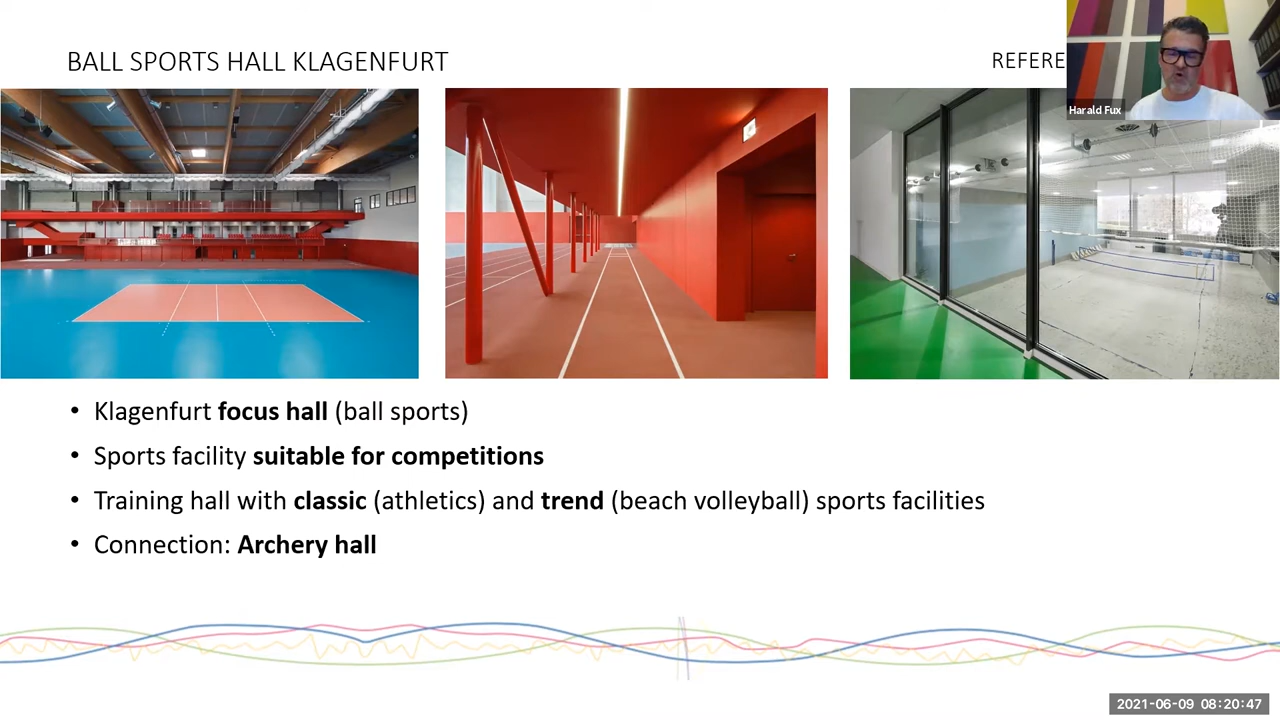 BALL SPORTS HALL KLAGENFURT
REFERE
Harald Fux
• Klagenfurt focus hall (ball sports)
• Sports facility suitable for competitions
• Training hall with classic (athletics) and trend (beach volleyball) sports facilities
• Connection: Archery hall
2021-06-09 08:20:47